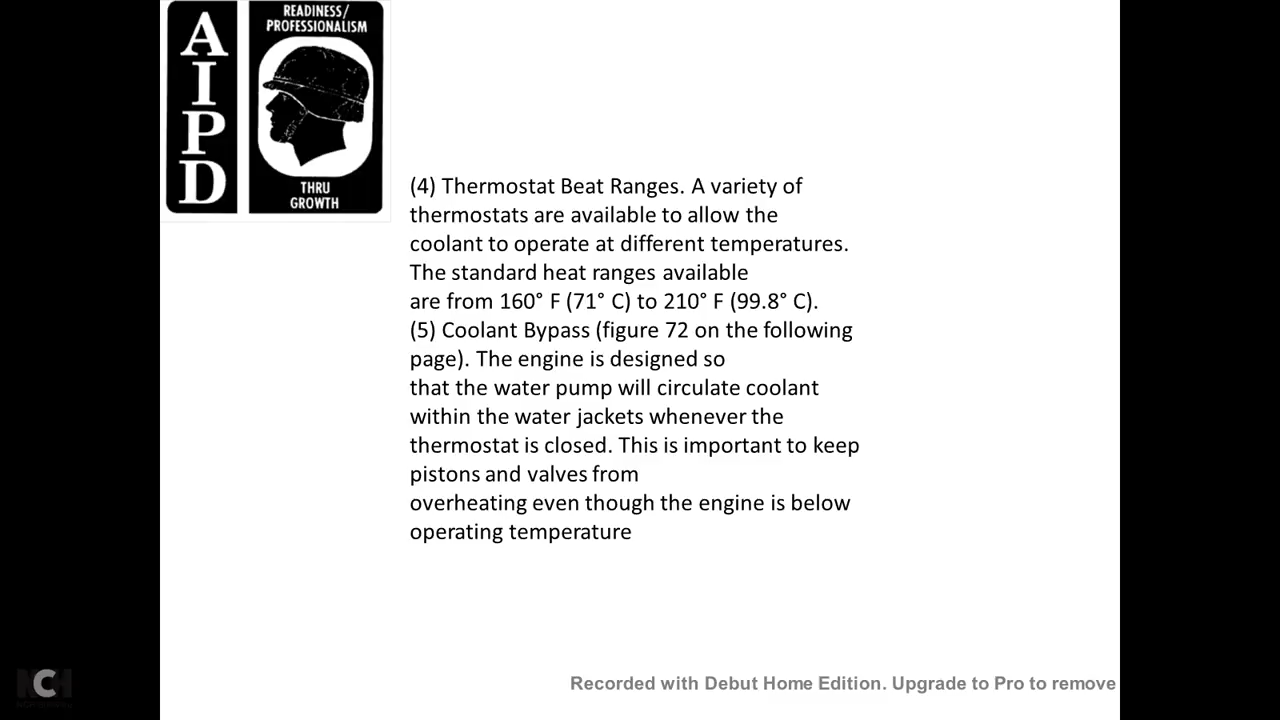 AIPD
READINESS/
PROFESSIONALISM
THRU
GROWTH
(4) Thermostat Beat Ranges. A variety of
thermostats are available to allow the
coolant to operate at different temperatures.
The standard heat ranges available
are from 160° F (71° C) to 210° F (99.8° C).
(5) Coolant Bypass (figure 72 on the following
page). The engine is designed so
that the water pump will circulate coolant
within the water jackets whenever the
thermostat is closed. This is important to keep
pistons and valves from
overheating even though the engine is below
operating temperature
NCH
Recorded with Debut Home Edition. Upgrade to Pro to remove